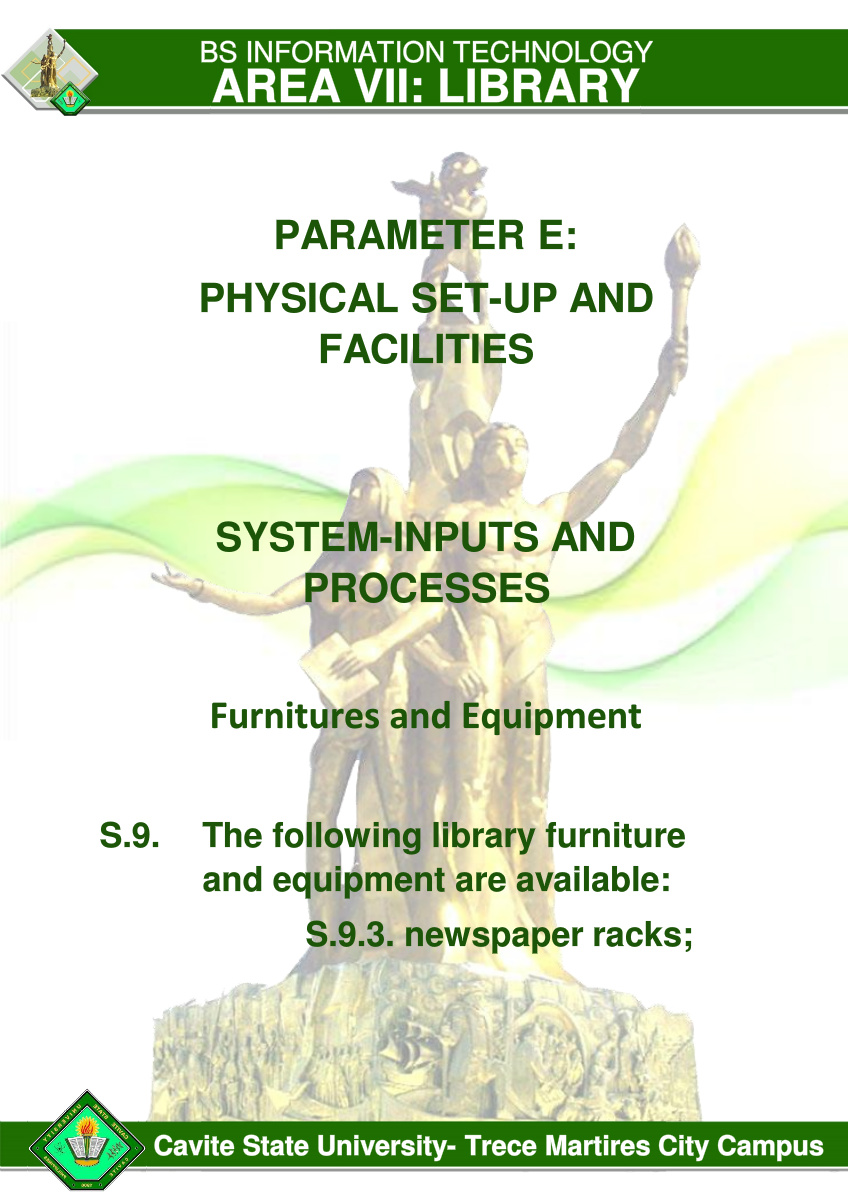 BS INFORMATION TECHNOLOGY
AREA VII: LIBRARY
PARAMETER E:
PHYSICAL SET-UP AND
FACILITIES
SYSTEM-INPUTS AND
PROCESSES
Furnitures and Equipment
S.9. The following library furniture
and equipment are available:
S.9.3. newspaper racks;
Cavite State University- Trece Martires City Campus